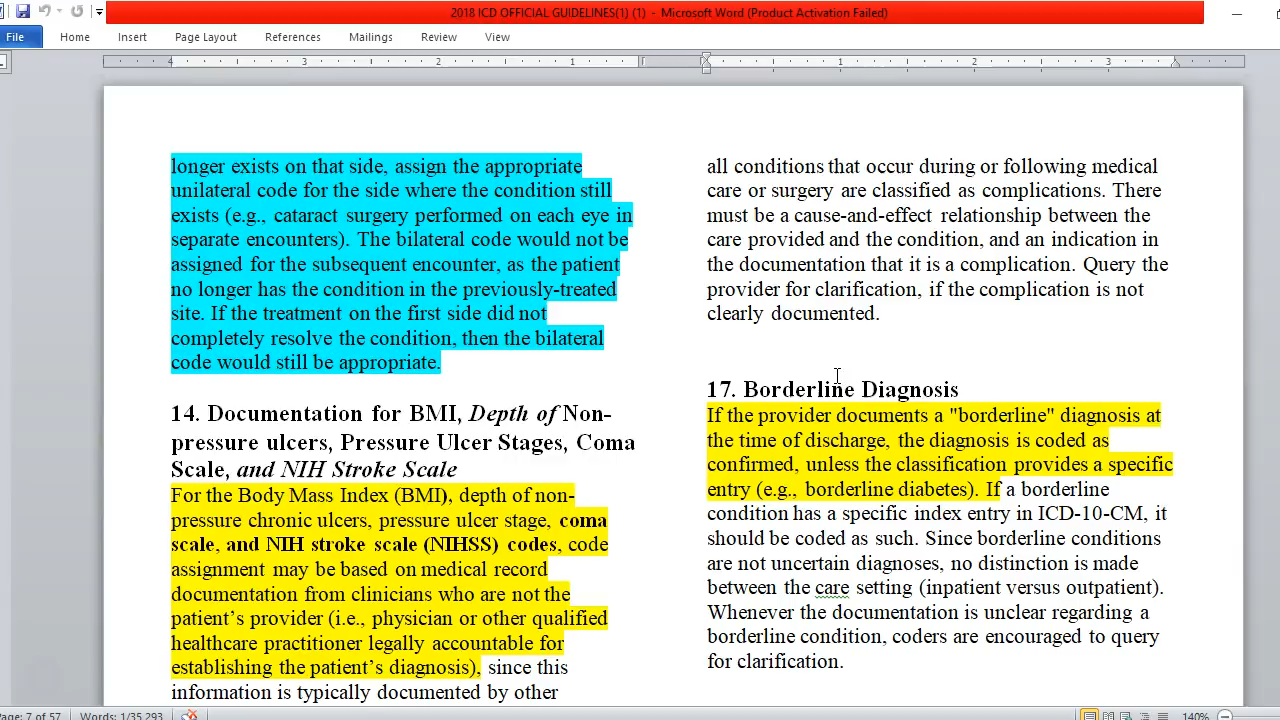 2018 ICD OFFICIAL GUIDELINES(1) (1) - Microsoft Word (Product Activation Failed)
File Home Insert Page Layout References Mailings Review View
4 3 2 1 1 2 3
longer exists on that side, assign the appropriate
unilateral code for the side where the condition still
exists (e.g., cataract surgery performed on each eye in
separate encounters). The bilateral code would not be
assigned for the subsequent encounter, as the patient
no longer has the condition in the previously-treated
site. If the treatment on the first side did not
completely resolve the condition, then the bilateral
code would still be appropriate.
14. Documentation for BMI, Depth of Non-
pressure ulcers, Pressure Ulcer Stages, Coma
Scale, and NIH Stroke Scale
For the Body Mass Index (BMI), depth of non-
pressure chronic ulcers, pressure ulcer stage, coma
scale, and NIH stroke scale (NIHSS) codes, code
assignment may be based on medical record
documentation from clinicians who are not the
patient’s provider (i.e., physician or other qualified
healthcare practitioner legally accountable for
establishing the patient’s diagnosis), since this
information is typically documented by other
all conditions that occur during or following medical
care or surgery are classified as complications. There
must be a cause-and-effect relationship between the
care provided and the condition, and an indication in
the documentation that it is a complication. Query the
provider for clarification, if the complication is not
clearly documented.
17. Borderline Diagnosis
If the provider documents a "borderline" diagnosis at
the time of discharge, the diagnosis is coded as
confirmed, unless the classification provides a specific
entry (e.g., borderline diabetes). If a borderline
condition has a specific index entry in ICD-10-CM, it
should be coded as such. Since borderline conditions
are not uncertain diagnoses, no distinction is made
between the care setting (inpatient versus outpatient).
Whenever the documentation is unclear regarding a
borderline condition, coders are encouraged to query
for clarification.
Page: 7 of 57 Words: 1/35,293 140%